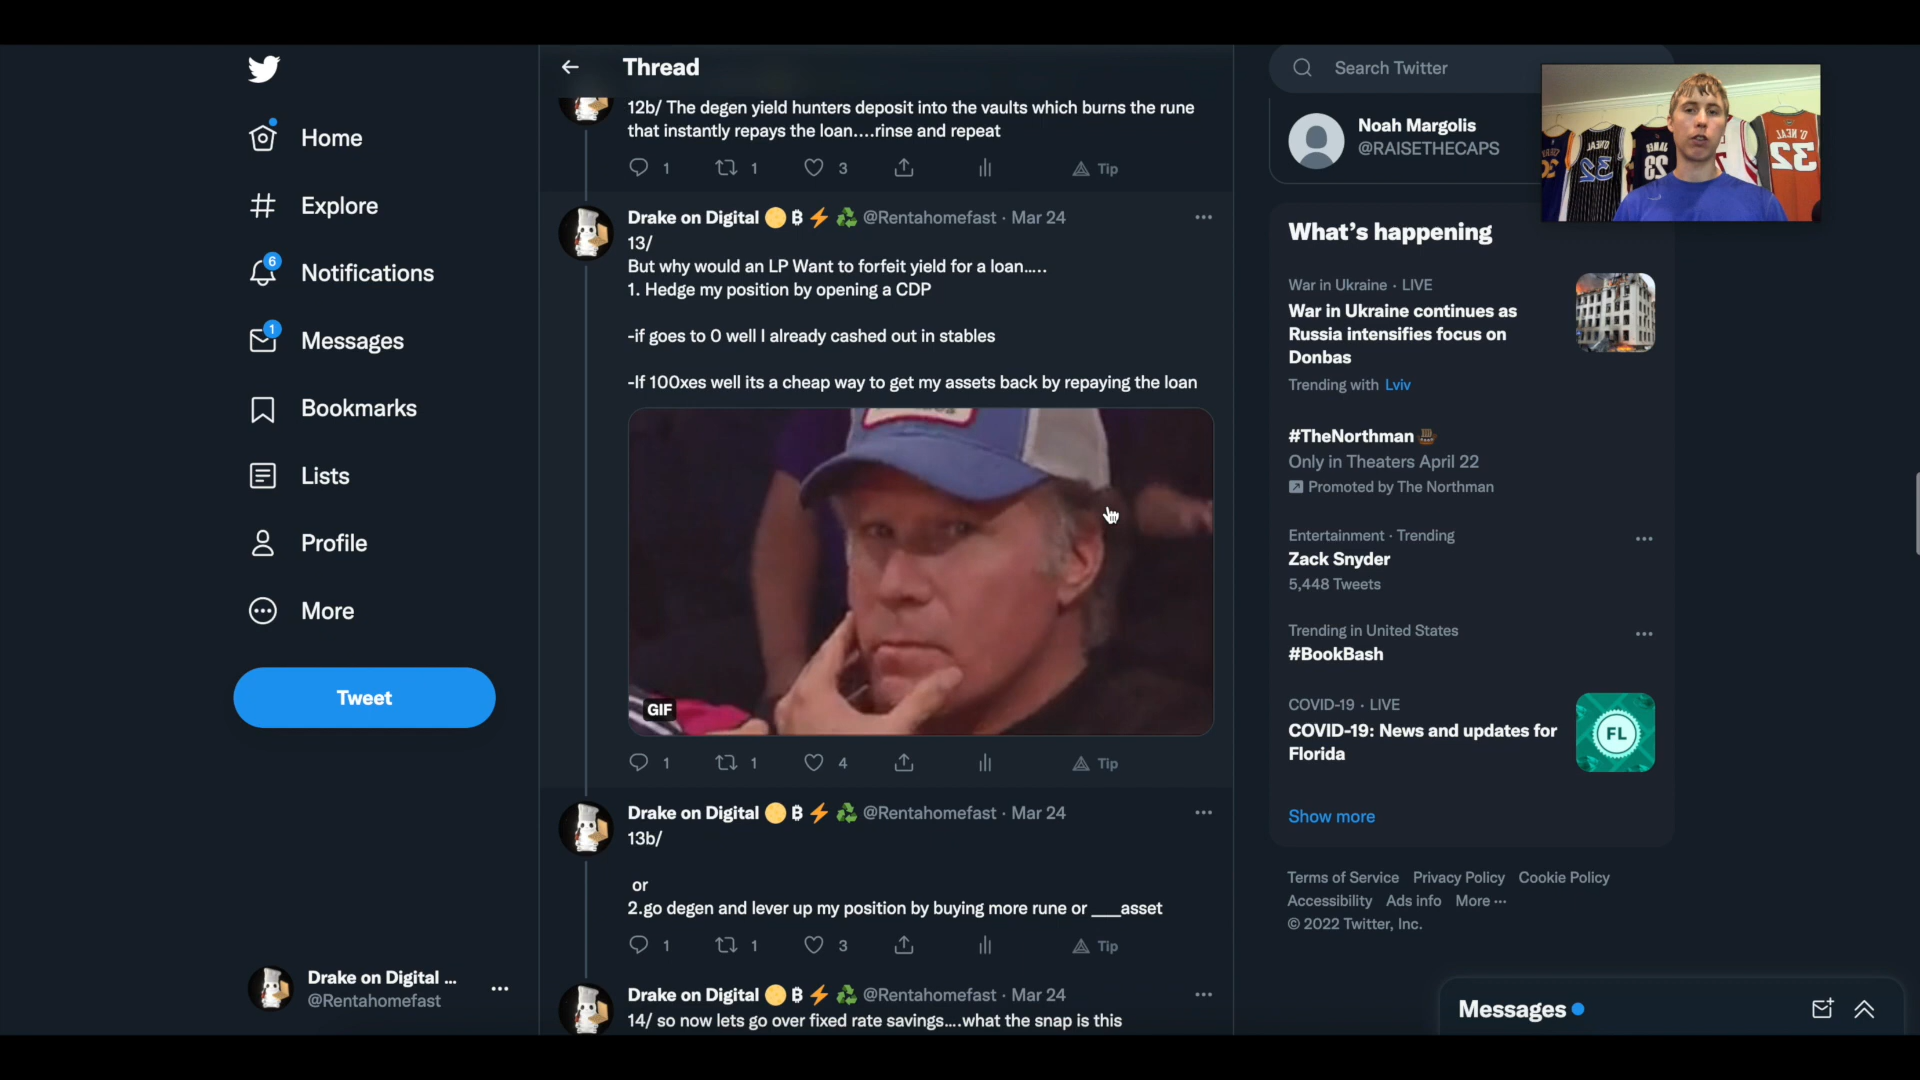 Home
Explore
6
Notifications
1
Messages
Bookmarks
Lists
Profile
More
Tweet
Drake on Digital ...
@Rentahomefast
Thread
12b/ The degen yield hunters deposit into the vaults which burns the rune
that instantly repays the loan....rinse and repeat
1 1 3 Tip
Drake on Digital @Rentahomefast · Mar 24
13/
But why would an LP Want to forfeit yield for a loan.....
1. Hedge my position by opening a CDP
-if goes to 0 well I already cashed out in stables
-If 100xes well its a cheap way to get my assets back by repaying the loan
GIF
1 1 4 Tip
Drake on Digital @Rentahomefast · Mar 24
13b/
or
2.go degen and lever up my position by buying more rune or ___asset
1 1 3 Tip
Drake on Digital @Rentahomefast · Mar 24
14/ so now lets go over fixed rate savings....what the snap is this
Search Twitter
Noah Margolis
@RAISETHECAPS
O'NEAL
32
23
32
What's happening
War in Ukraine · LIVE
War in Ukraine continues as
Russia intensifies focus on
Donbas
Trending with Lviv
#TheNorthman
Only in Theaters April 22
Promoted by The Northman
Entertainment · Trending
Zack Snyder
5,448 Tweets
Trending in United States
#BookBash
COVID-19 · LIVE
COVID-19: News and updates for
Florida
FL
Show more
Terms of Service Privacy Policy Cookie Policy
Accessibility Ads info More ...
© 2022 Twitter, Inc.
Messages